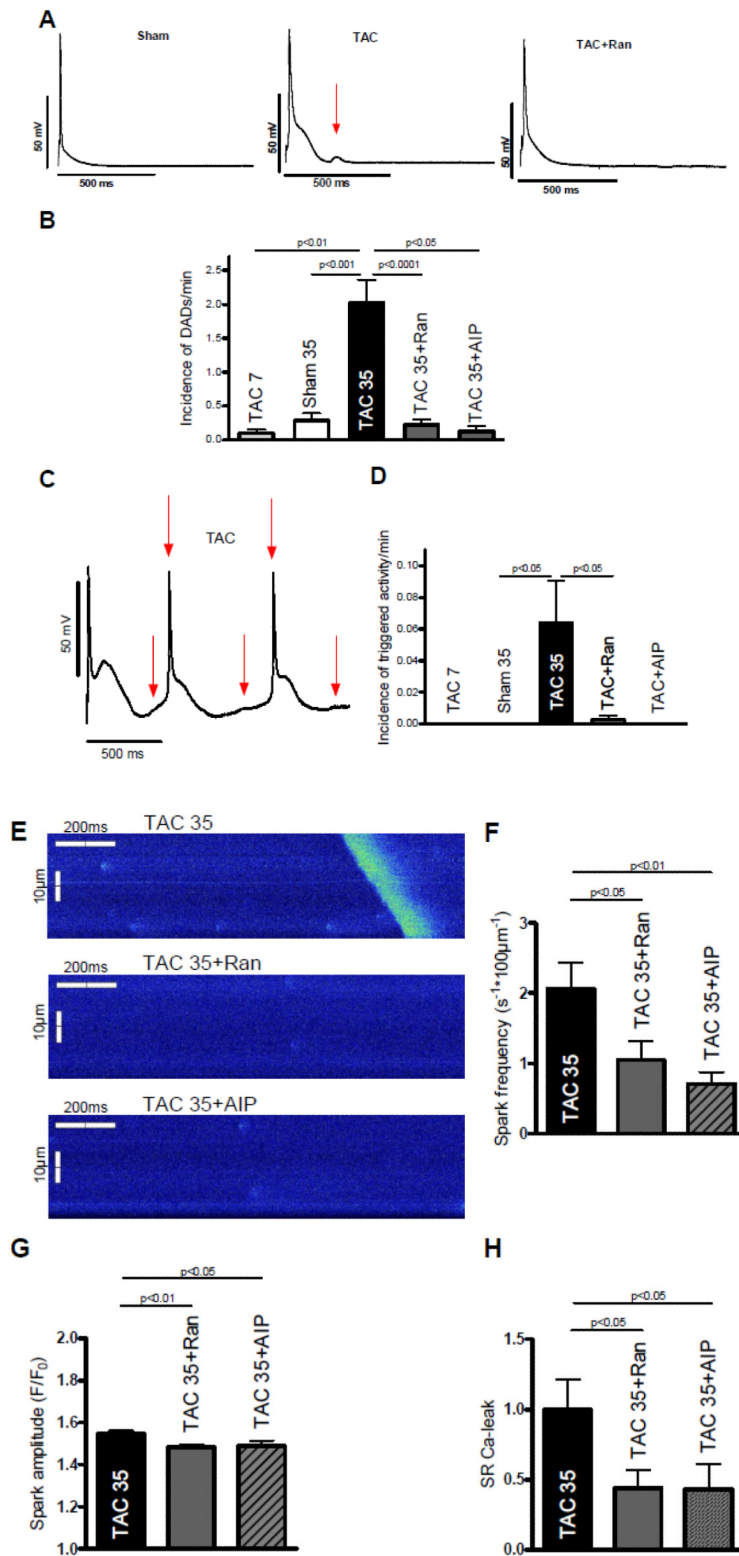 A
Sham
TAC
TAC+Ran
50 mV
500 ms
50 mV
500 ms
50 mV
500 ms
B
p<0.01
p<0.05
p<0.001
p<0.0001
Incidence of DADs/min
2.5
2.0
1.5
1.0
0.5
0.0
TAC 7
Sham 35
TAC 35
TAC 35+Ran
TAC 35+AIP
C
TAC
50 mV
500 ms
D
p<0.05
p<0.05
Incidence of triggered activity/min
0.10
0.08
0.06
0.04
0.02
0.00
TAC 7
Sham 35
TAC 35
TAC+Ran
TAC+AIP
E
200ms
TAC 35
10µm
TAC 35+Ran
200ms
10µm
TAC 35+AIP
200ms
10µm
F
p<0.01
p<0.05
Spark frequency (s⁻¹*100µm⁻¹)
3
2
1
0
TAC 35
TAC 35+Ran
TAC 35+AIP
G
p<0.05
p<0.01
Spark amplitude (F/F₀)
2.0
1.8
1.6
1.4
1.2
1.0
TAC 35
TAC 35+Ran
TAC 35+AIP
H
p<0.05
p<0.05
SR Ca-leak
1.5
1.0
0.5
0.0
TAC 35
TAC 35+Ran
TAC 35+AIP